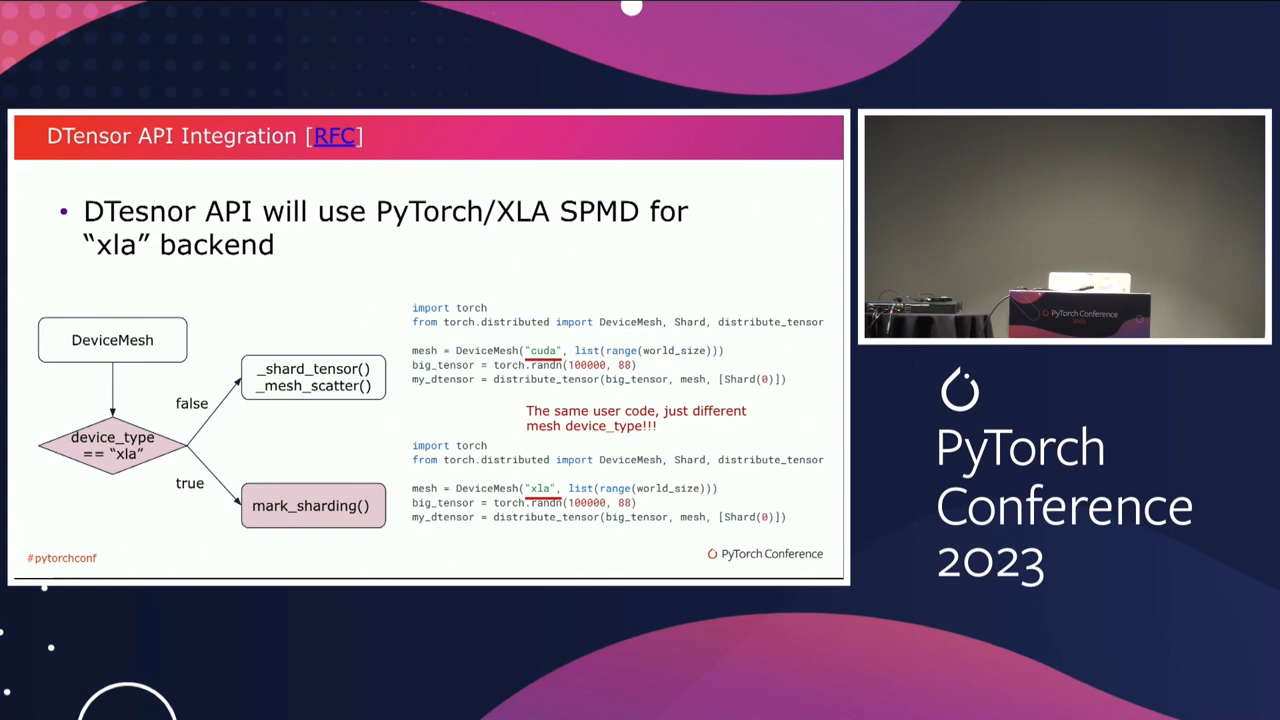 DTensor API Integration [RFC]
• DTesnor API will use PyTorch/XLA SPMD for
“xla” backend
DeviceMesh
device_type
== “xla”
false
true
_shard_tensor()
_mesh_scatter()
mark_sharding()
import torch
from torch.distributed import DeviceMesh, Shard, distribute_tensor
mesh = DeviceMesh("cuda", list(range(world_size)))
big_tensor = torch.randn(100000, 88)
my_dtensor = distribute_tensor(big_tensor, mesh, [Shard(0)])
The same user code, just different
mesh device_type!!!
import torch
from torch.distributed import DeviceMesh, Shard, distribute_tensor
mesh = DeviceMesh("xla", list(range(world_size)))
big_tensor = torch.randn(100000, 88)
my_dtensor = distribute_tensor(big_tensor, mesh, [Shard(0)])
#pytorchconf
PyTorch Conference
PyTorch Conference
PyTorch
Conference
2023